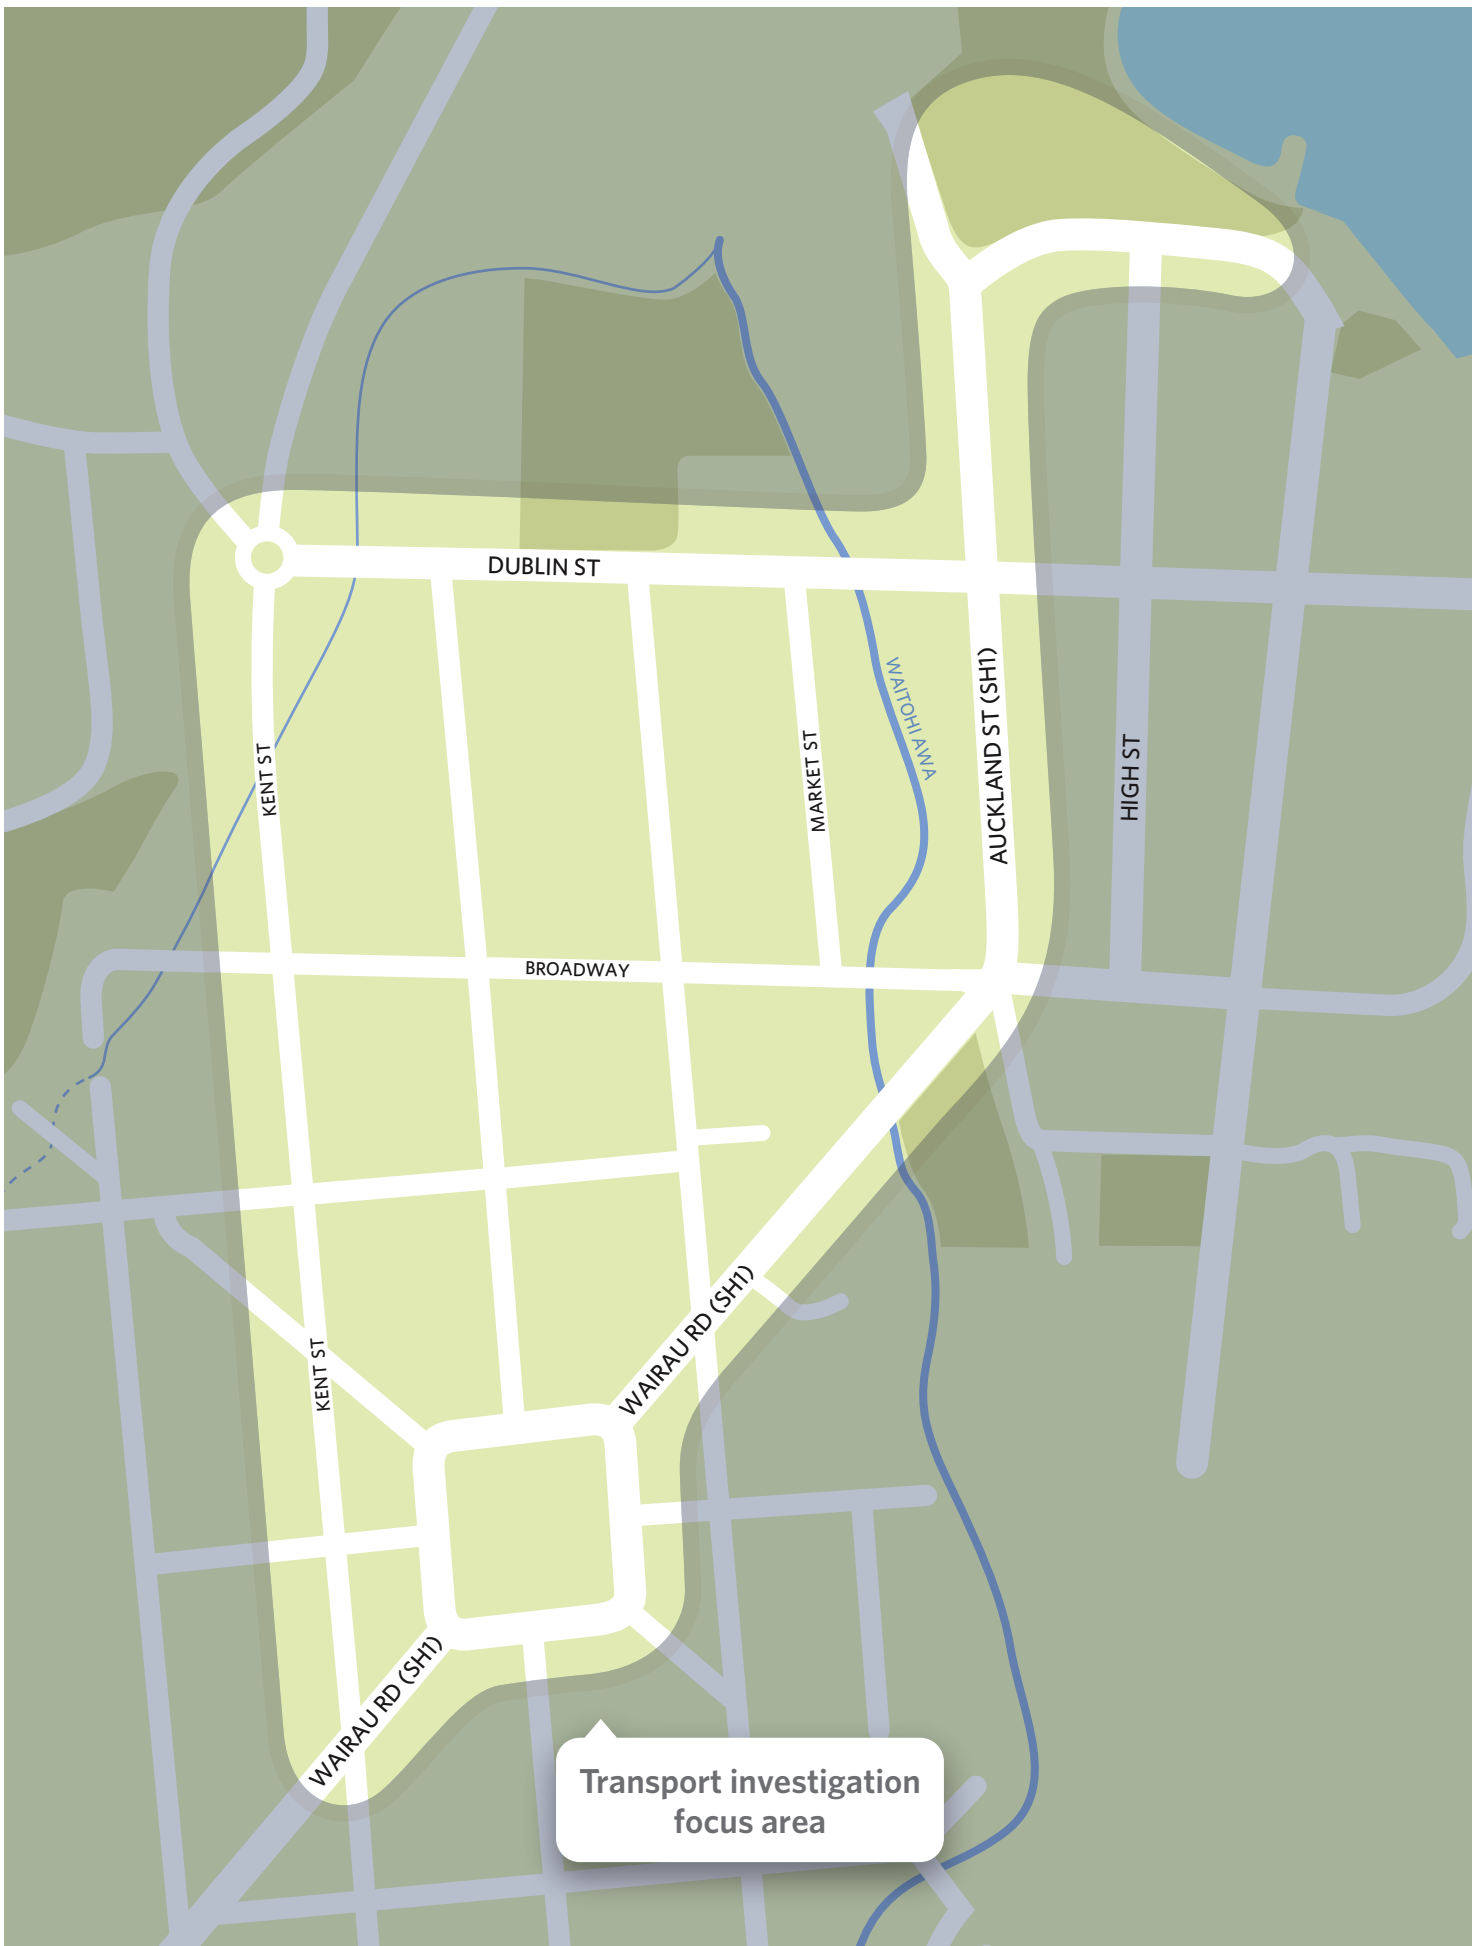 DUBLIN ST
WAITOHI AWA
AUCKLAND ST (SH1)
KENT ST
MARKET ST
HIGH ST
BROADWAY
WAIRAU RD (SH1)
KENT ST
WAIRAU RD (SH1)
Transport investigation
focus area